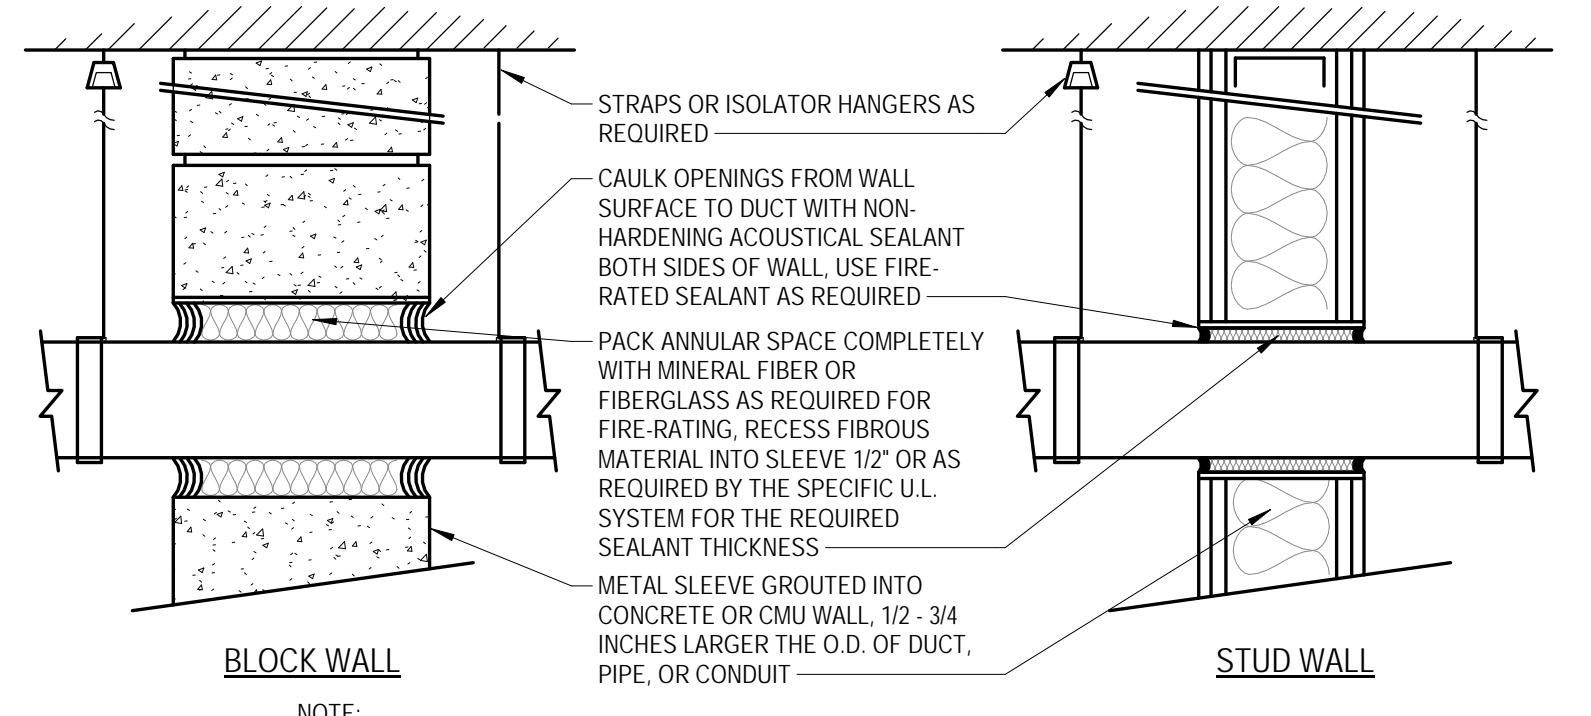 STRAPS OR ISOLATOR HANGERS AS
REQUIRED
CAULK OPENINGS FROM WALL
SURFACE TO DUCT WITH NON-
HARDENING ACOUSTICAL SEALANT
BOTH SIDES OF WALL, USE FIRE-
RATED SEALANT AS REQUIRED
PACK ANNULAR SPACE COMPLETELY
WITH MINERAL FIBER OR
FIBERGLASS AS REQUIRED FOR
FIRE-RATING, RECESS FIBROUS
MATERIAL INTO SLEEVE 1/2" OR AS
REQUIRED BY THE SPECIFIC U.L.
SYSTEM FOR THE REQUIRED
SEALANT THICKNESS
METAL SLEEVE GROUTED INTO
CONCRETE OR CMU WALL, 1/2 - 3/4
INCHES LARGER THE O.D. OF DUCT,
PIPE, OR CONDUIT
BLOCK WALL
STUD WALL
NOTE: